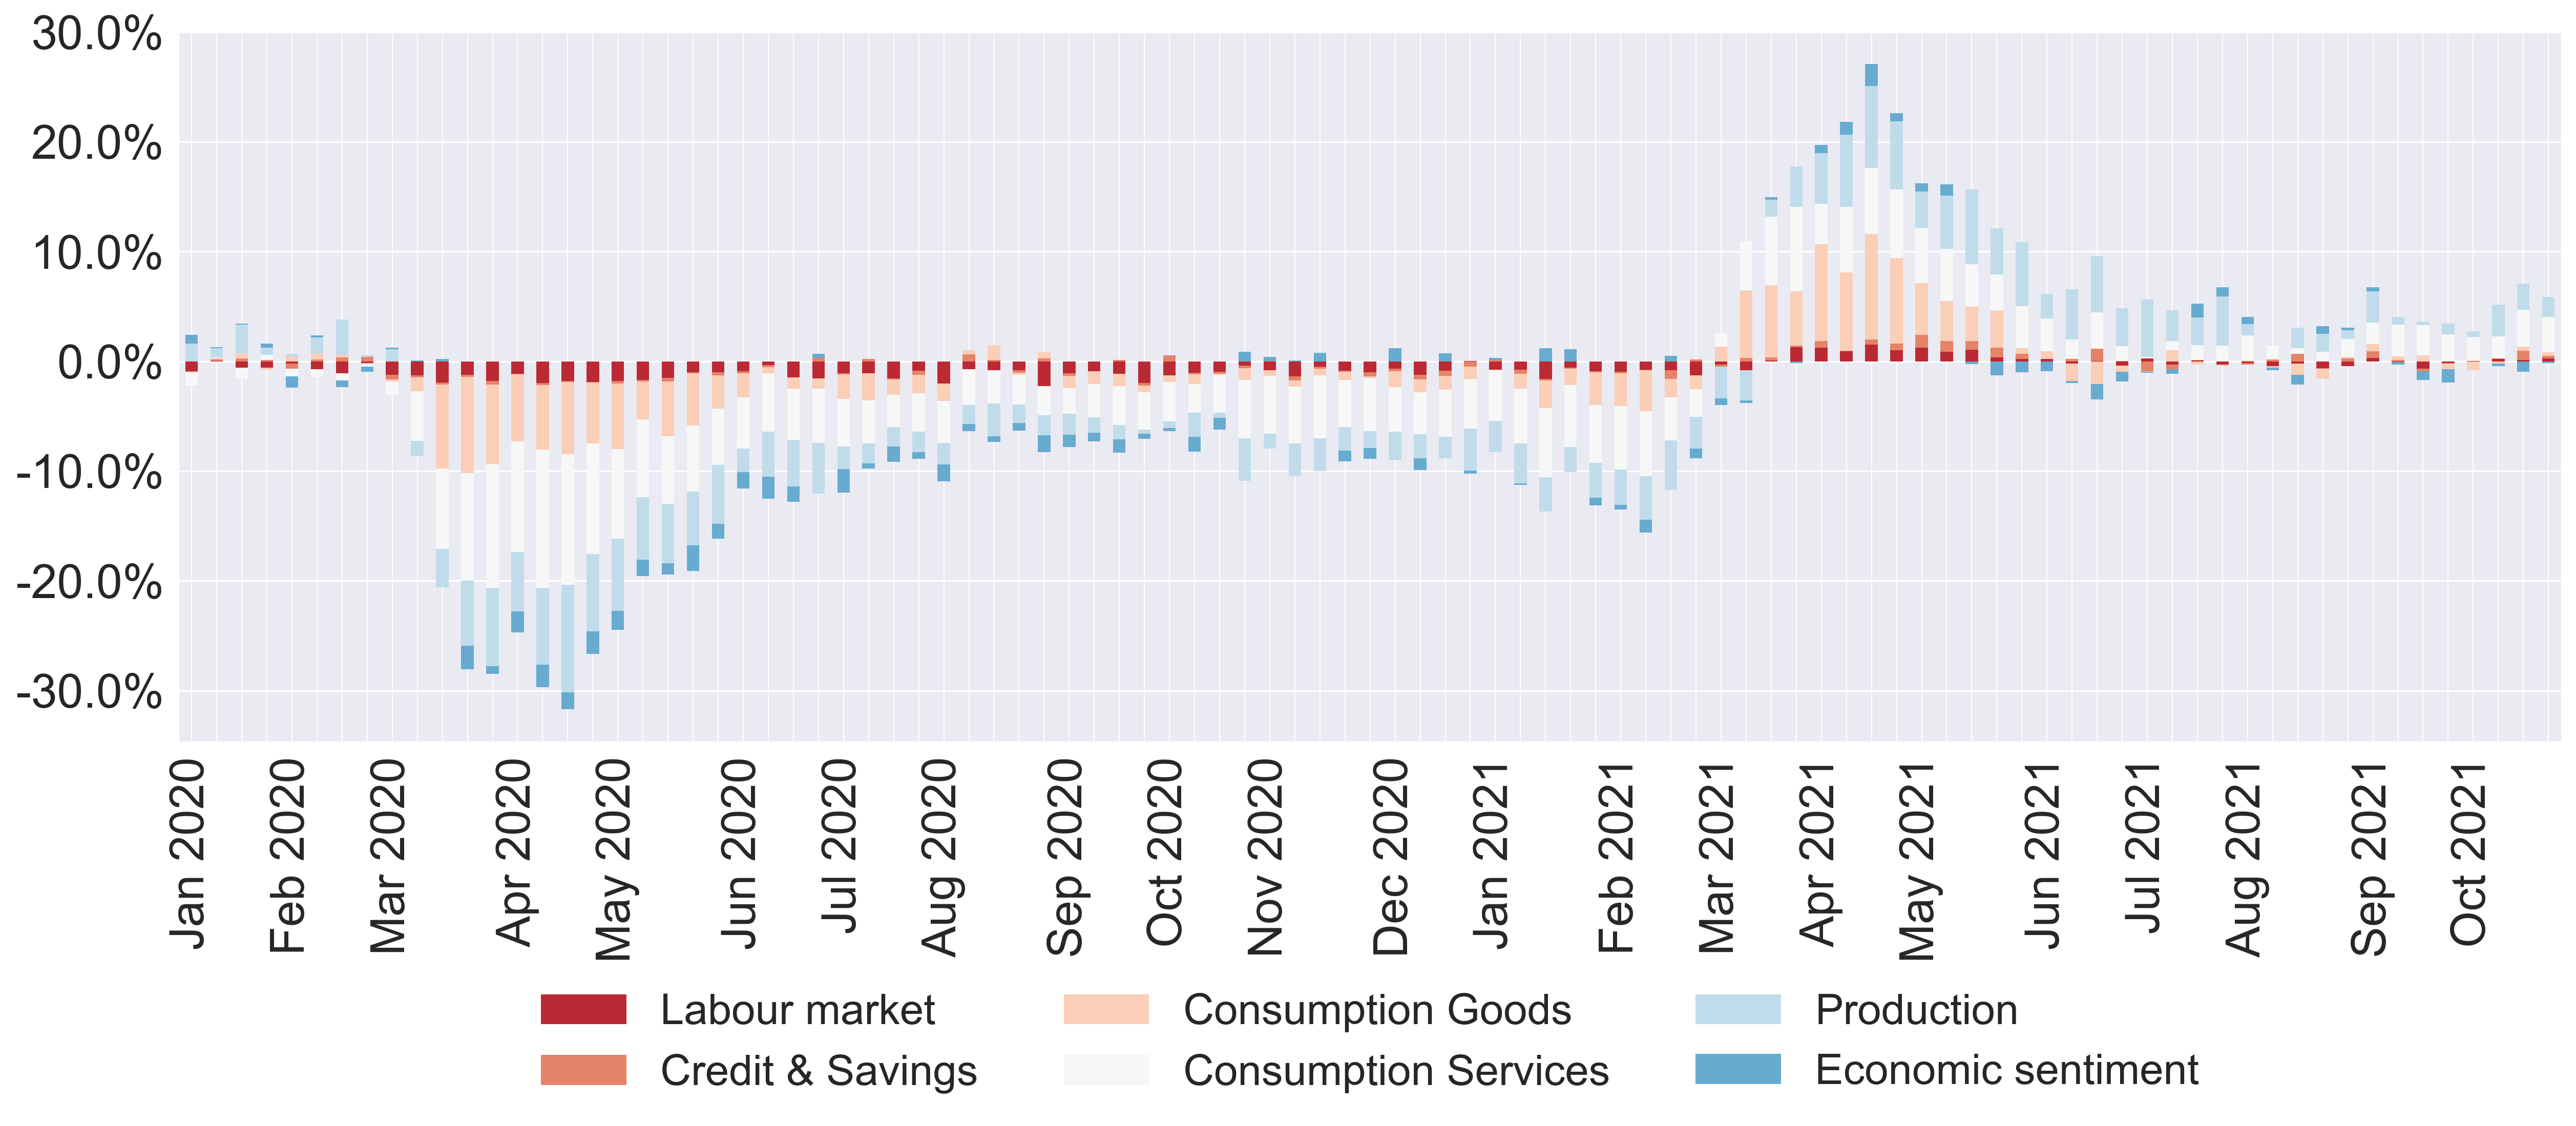 30.0%
20.0%
10.0%
0.0%
-10.0%
-20.0%
-30.0%
Jan 2020
Feb 2020
Mar 2020
Apr 2020
May 2020
Jun 2020
Jul 2020
Aug 2020
Sep 2020
Oct 2020
Nov 2020
Dec 2020
Jan 2021
Feb 2021
Mar 2021
Apr 2021
May 2021
Jun 2021
Jul 2021
Aug 2021
Sep 2021
Oct 2021
Labour market
Credit & Savings
Consumption Goods
Consumption Services
Production
Economic sentiment